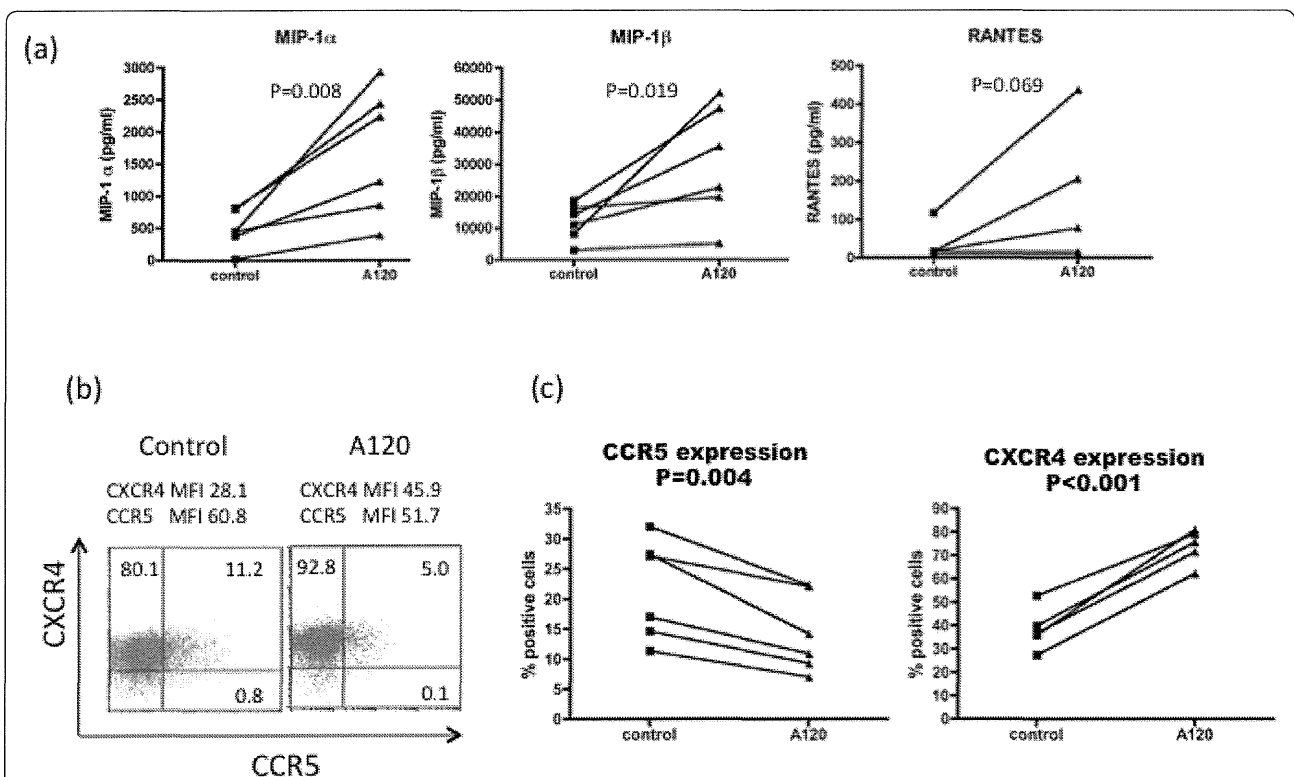 (a)
MIP-1α
MIP-1α (pg/ml)
3000
2500
2000
1500
1000
500
0
P=0.008
control
A120
MIP-1β
MIP-1β (pg/ml)
60000
50000
40000
30000
20000
10000
0
P=0.019
control
A120
RANTES
RANTES (pg/ml)
500
400
300
200
100
0
P=0.069
control
A120
(b)
Control
CXCR4 MFI 28.1
CCR5 MFI 60.8
80.1
11.2
0.8
A120
CXCR4 MFI 45.9
CCR5 MFI 51.7
92.8
5.0
0.1
CXCR4
CCR5
(c)
CCR5 expression
P=0.004
% positive cells
35
30
25
20
15
10
5
0
control
A120
CXCR4 expression
P<0.001
% positive cells
90
80
70
60
50
40
30
20
10
0
control
A120